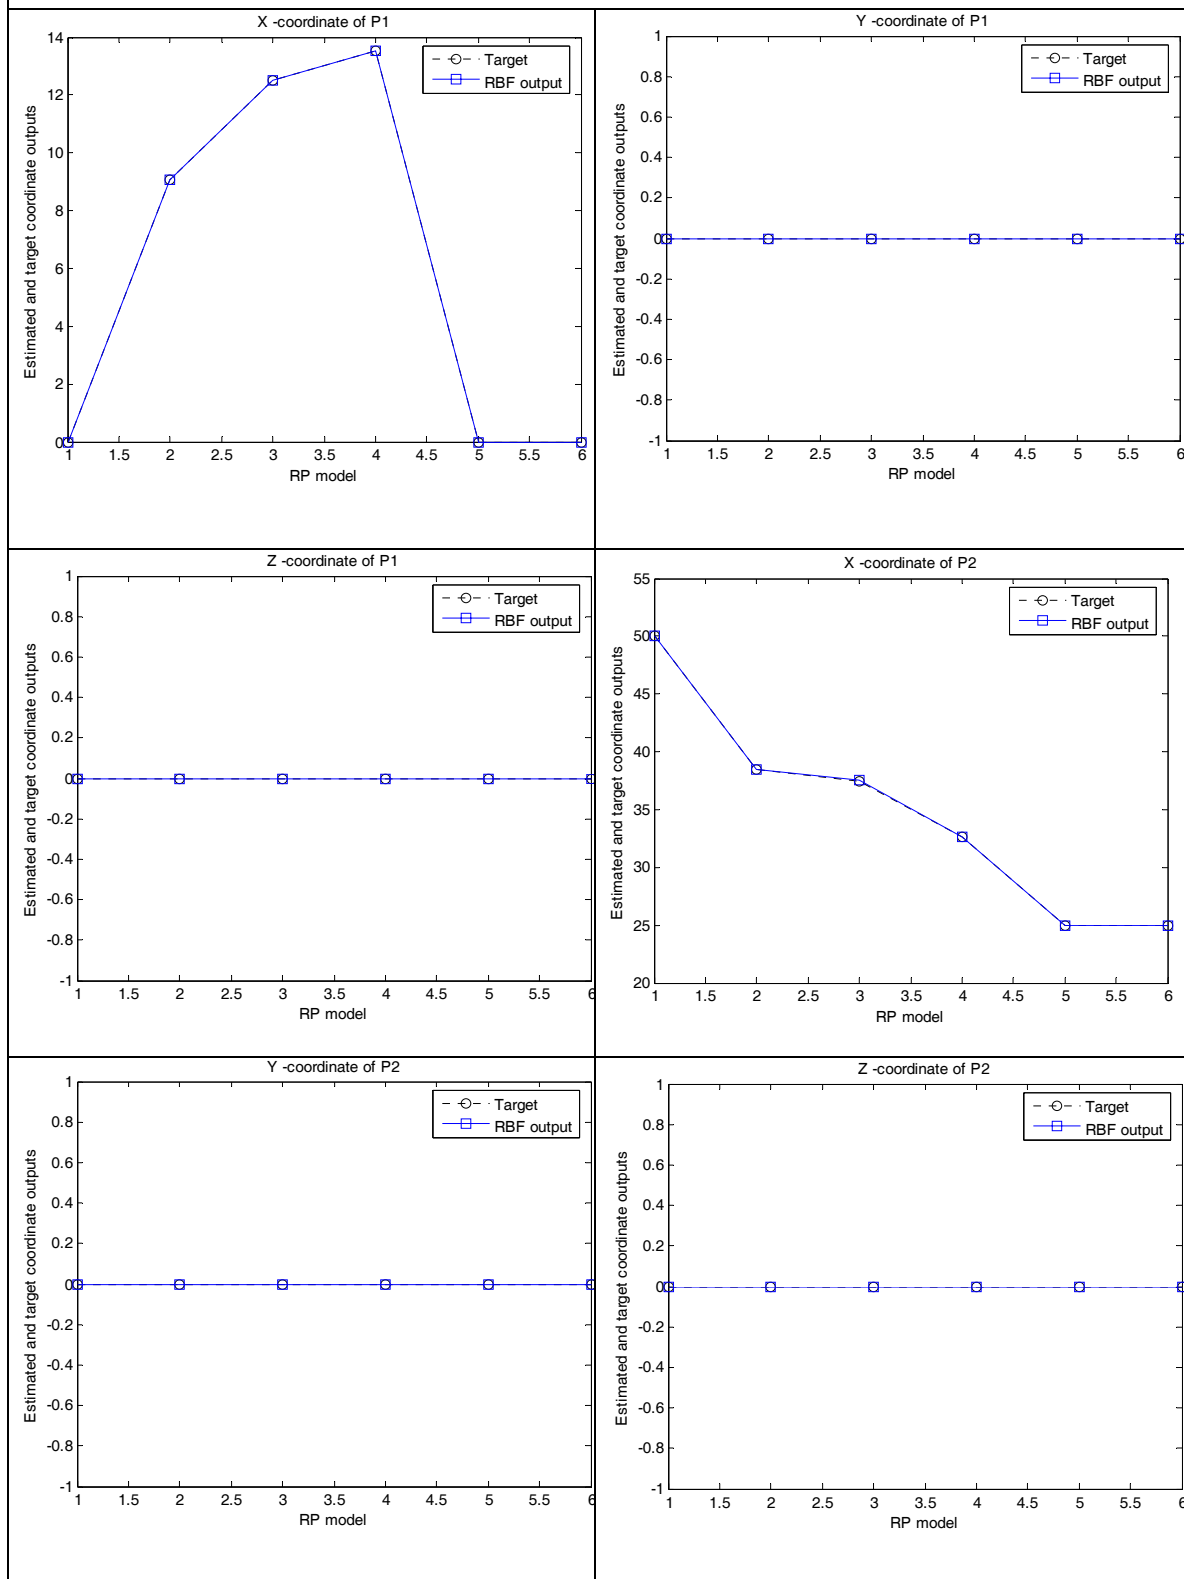 X -coordinate of P1
Target
RBF output
Estimated and target coordinate outputs
14
12
10
8
6
4
2
0
1 1.5 2 2.5 3 3.5 4 4.5 5 5.5 6
RP model
Y -coordinate of P1
Target
RBF output
Estimated and target coordinate outputs
1
0.8
0.6
0.4
0.2
0
-0.2
-0.4
-0.6
-0.8
-1
1 1.5 2 2.5 3 3.5 4 4.5 5 5.5 6
RP model
Z -coordinate of P1
Target
RBF output
Estimated and target coordinate outputs
1
0.8
0.6
0.4
0.2
0
-0.2
-0.4
-0.6
-0.8
-1
1 1.5 2 2.5 3 3.5 4 4.5 5 5.5 6
RP model
X -coordinate of P2
Target
RBF output
Estimated and target coordinate outputs
55
50
45
40
35
30
25
20
1 1.5 2 2.5 3 3.5 4 4.5 5 5.5 6
RP model
Y -coordinate of P2
Target
RBF output
Estimated and target coordinate outputs
1
0.8
0.6
0.4
0.2
0
-0.2
-0.4
-0.6
-0.8
-1
1 1.5 2 2.5 3 3.5 4 4.5 5 5.5 6
RP model
Z -coordinate of P2
Target
RBF output
Estimated and target coordinate outputs
1
0.8
0.6
0.4
0.2
0
-0.2
-0.4
-0.6
-0.8
-1
1 1.5 2 2.5 3 3.5 4 4.5 5 5.5 6
RP model